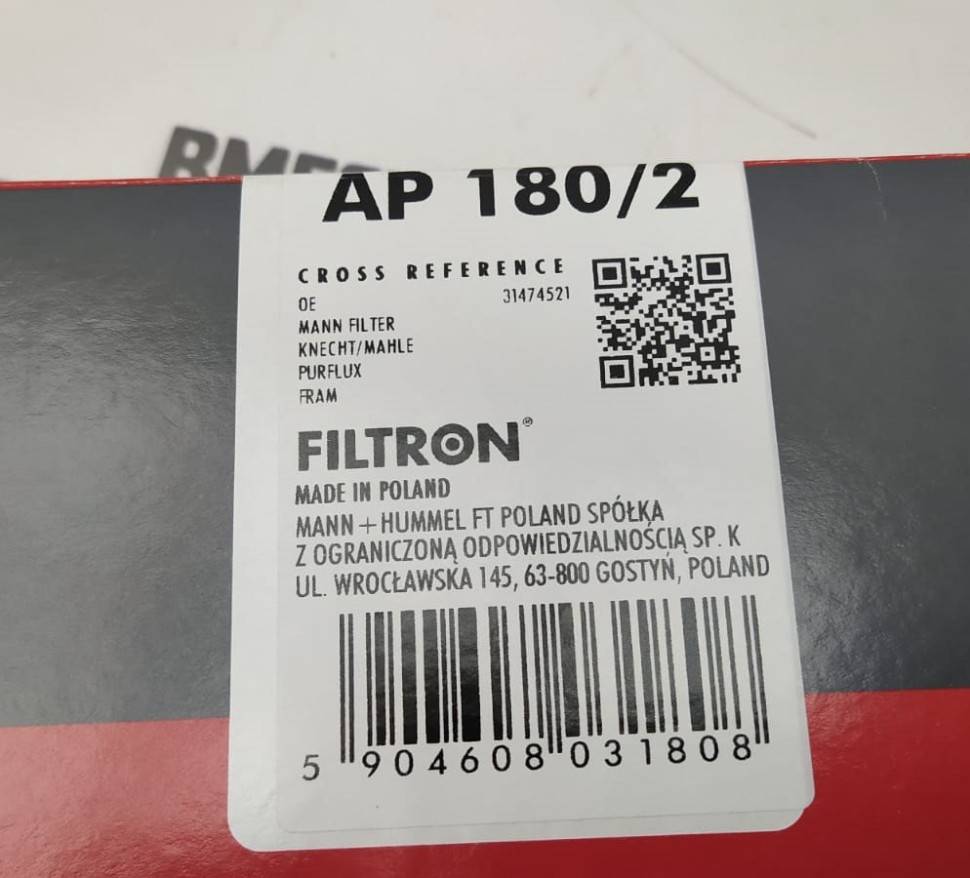 AP 180/2
CROSS REFERENCE
OE 31474521
MANN FILTER
KNECHT/MAHLE
PURFLUX
FRAM
FILTRON®
MADE IN POLAND
MANN + HUMMEL FT POLAND SPÓŁKA
Z OGRANICZONĄ ODPOWIEDZIALNOŚCIĄ SP. K
UL. WROCŁAWSKA 145, 63-800 GOSTYŃ, POLAND
5 904608 031808